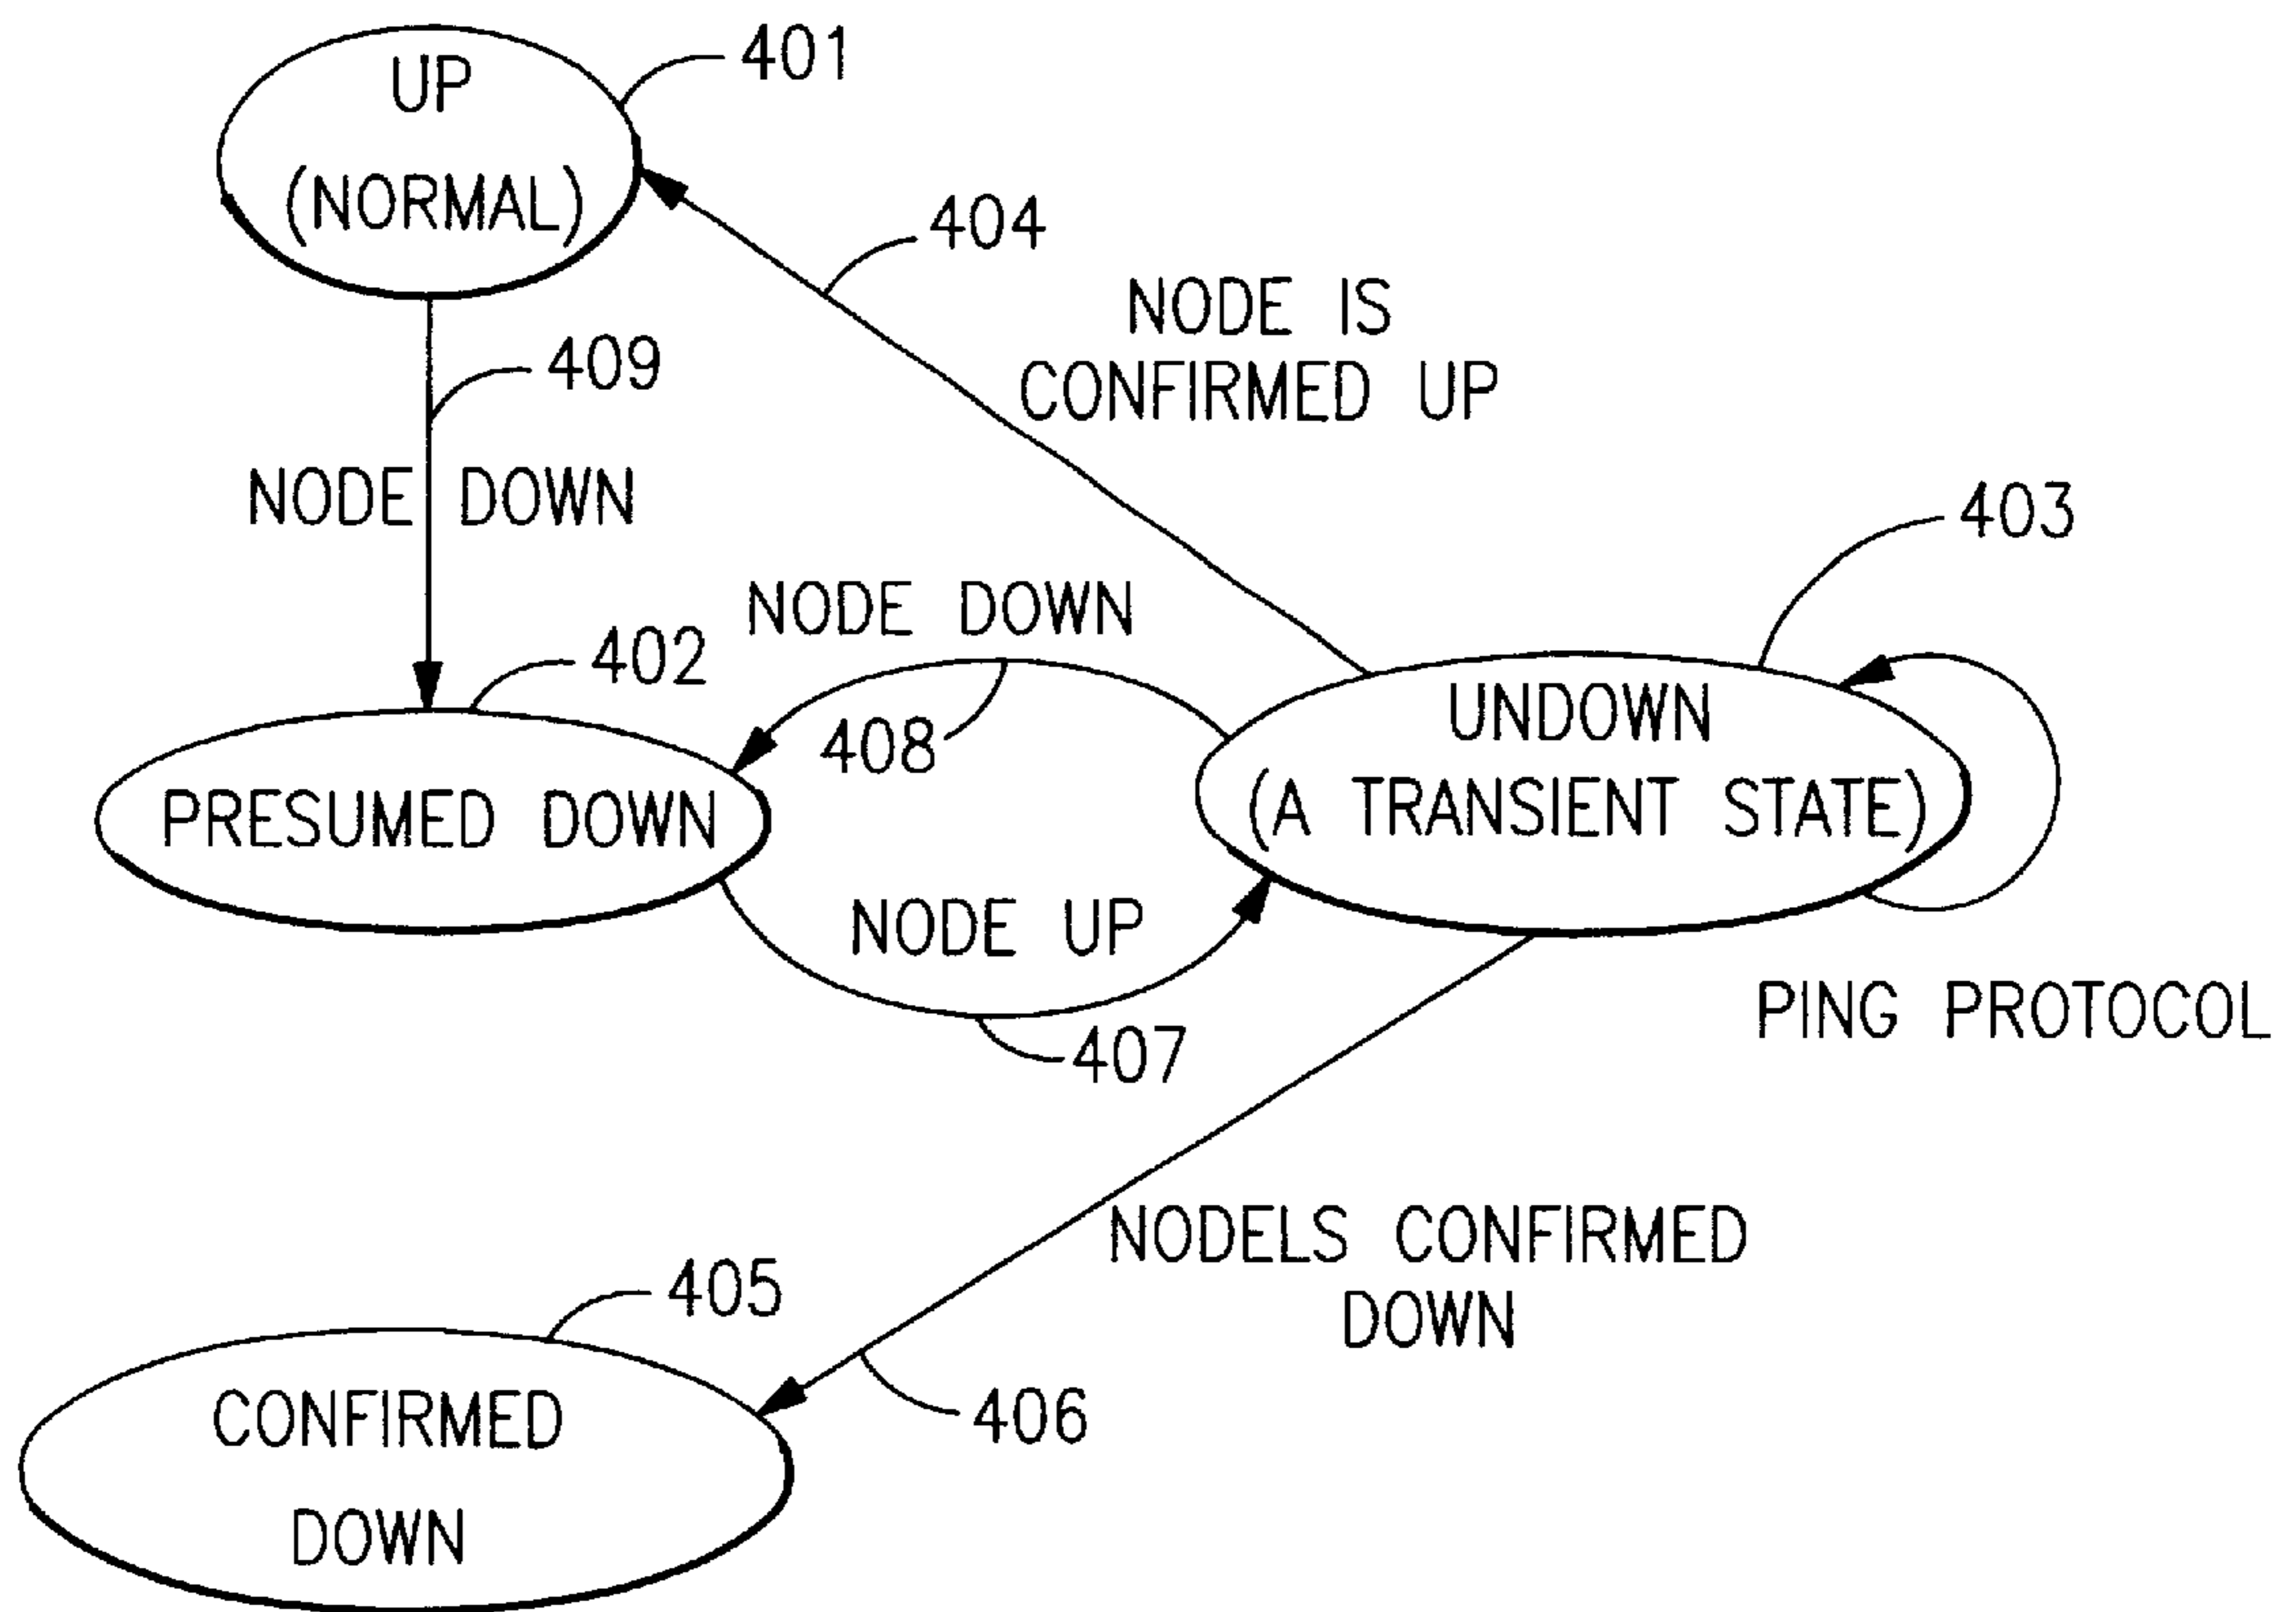 UP
(NORMAL)
401
404
NODE IS
CONFIRMED UP
409
NODE DOWN
403
NODE DOWN
402
408
UNDOWN
(A TRANSIENT STATE)
PRESUMED DOWN
NODE UP
407
PING PROTOCOL
NODELS CONFIRMED
DOWN
405
406
CONFIRMED
DOWN